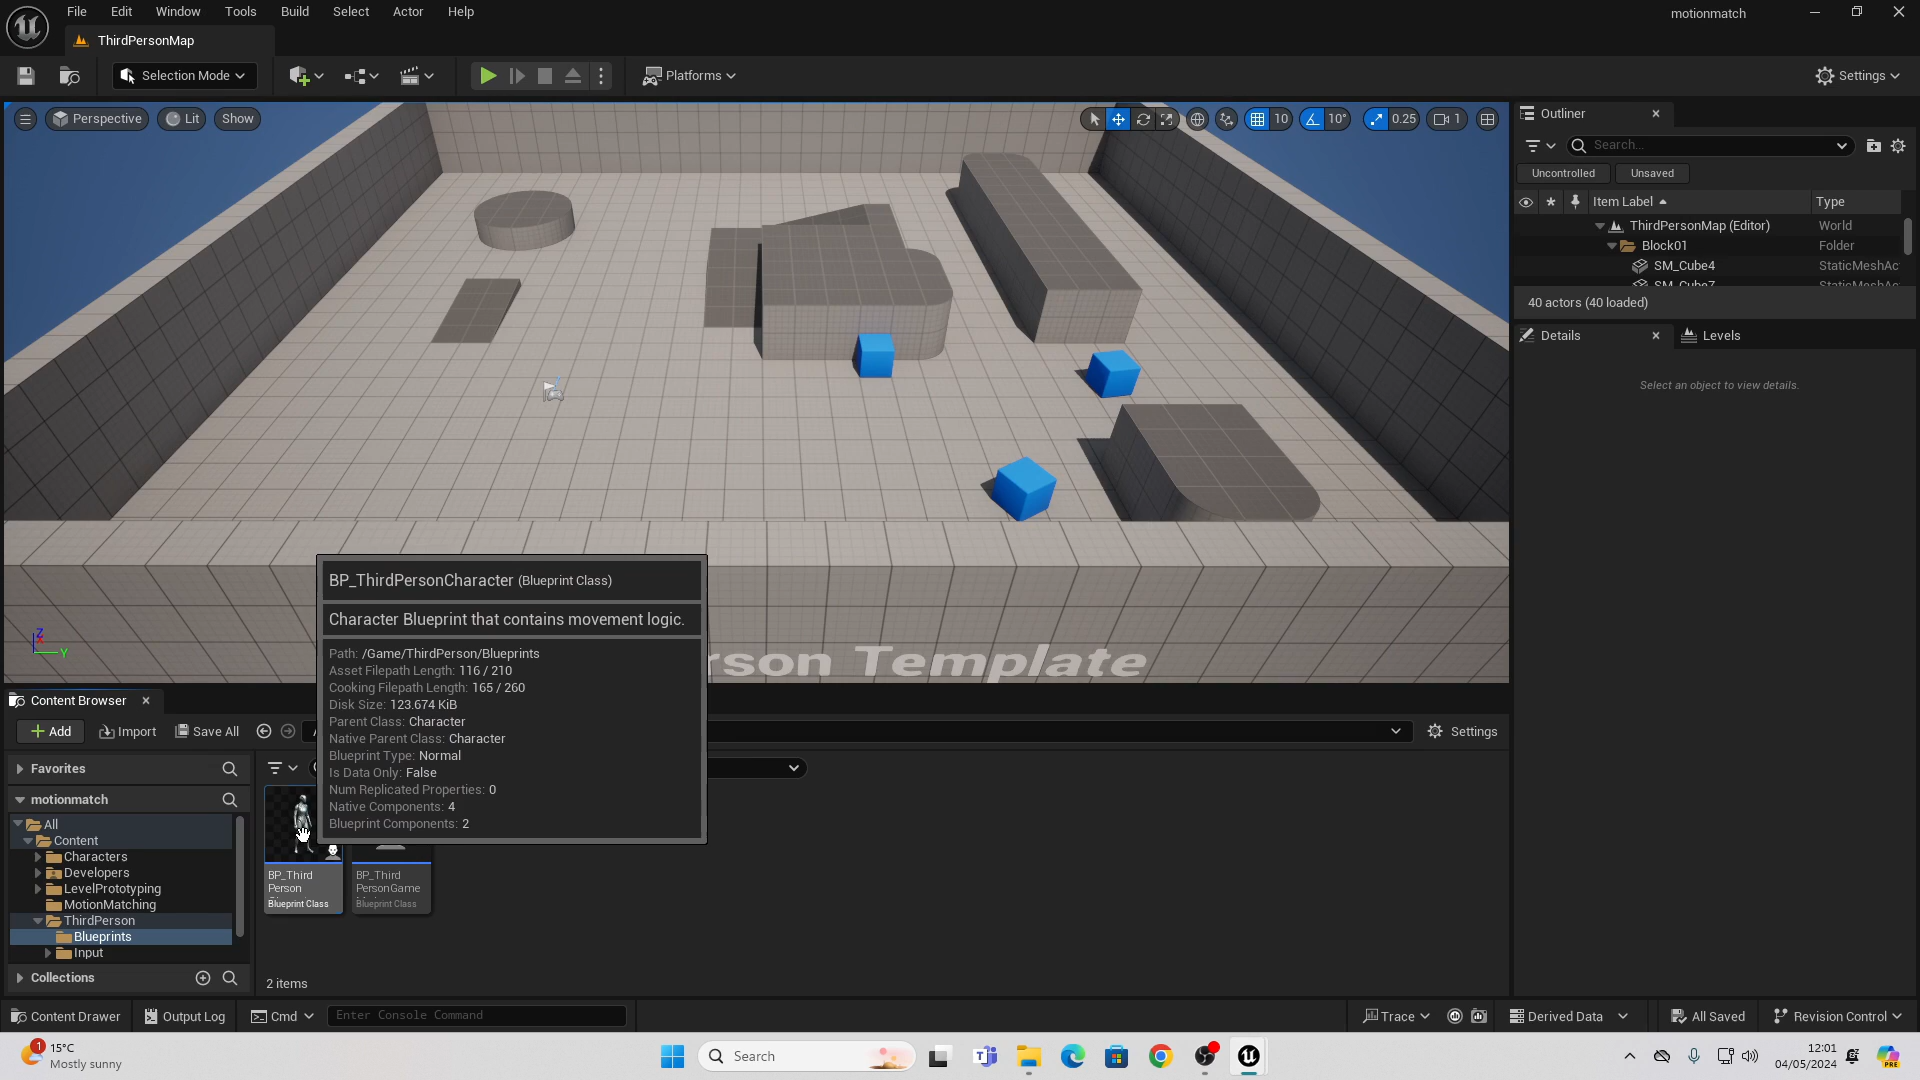 File Edit Window Tools Build Select Actor Help
motionmatch
ThirdPersonMap
Selection Mode
Platforms
Settings
Perspective
Lit
Show
10
10°
0.25
1
Outliner
Search...
Uncontrolled
Unsaved
Item Label
Type
ThirdPersonMap (Editor)
World
Block01
Folder
SM_Cube4
StaticMeshAc
SM_Cube7
StaticMeshAc
40 actors (40 loaded)
Details
Levels
Select an object to view details.
rson Template
BP_ThirdPersonCharacter (Blueprint Class)
Character Blueprint that contains movement logic.
Path: /Game/ThirdPerson/Blueprints
Asset Filepath Length: 116 / 210
Cooking Filepath Length: 165 / 260
Disk Size: 123.674 KiB
Parent Class: Character
Native Parent Class: Character
Blueprint Type: Normal
Is Data Only: False
Num Replicated Properties: 0
Native Components: 4
Blueprint Components: 2
Content Browser
Add
Import
Save All
Settings
Favorites
motionmatch
All
Content
Characters
Developers
LevelPrototyping
MotionMatching
ThirdPerson
Blueprints
Input
Collections
BP_Third
Person
Blueprint Class
BP_Third
PersonGame
Blueprint Class
2 items
Content Drawer
Output Log
Cmd
Enter Console Command
Trace
Derived Data
All Saved
Revision Control
1
15°C
Mostly sunny
Search
12:01
04/05/2024
PRE